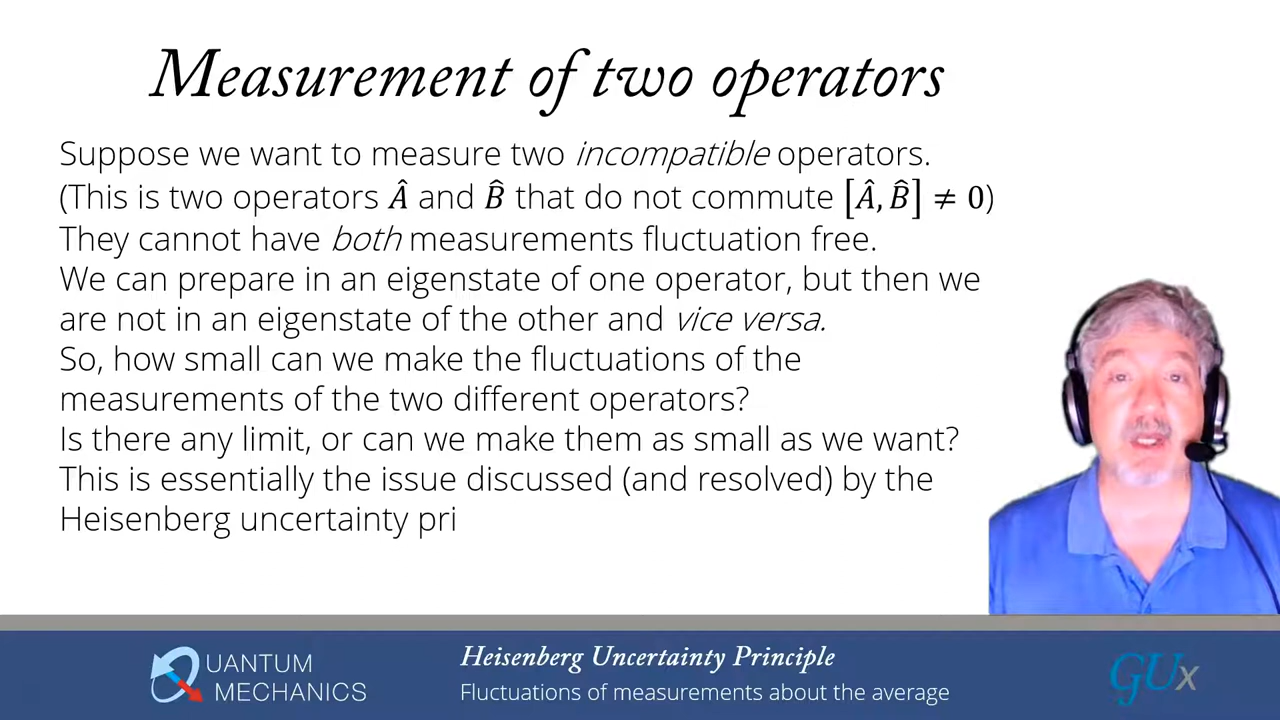 Measurement of two operators
Suppose we want to measure two incompatible operators.
(This is two operators Â and B̂ that do not commute [Â, B̂] ≠ 0)
They cannot have both measurements fluctuation free.
We can prepare in an eigenstate of one operator, but then we
are not in an eigenstate of the other and vice versa.
So, how small can we make the fluctuations of the
measurements of the two different operators?
Is there any limit, or can we make them as small as we want?
This is essentially the issue discussed (and resolved) by the
Heisenberg uncertainty pri
QUANTUM
MECHANICS
Heisenberg Uncertainty Principle
Fluctuations of measurements about the average
GUx